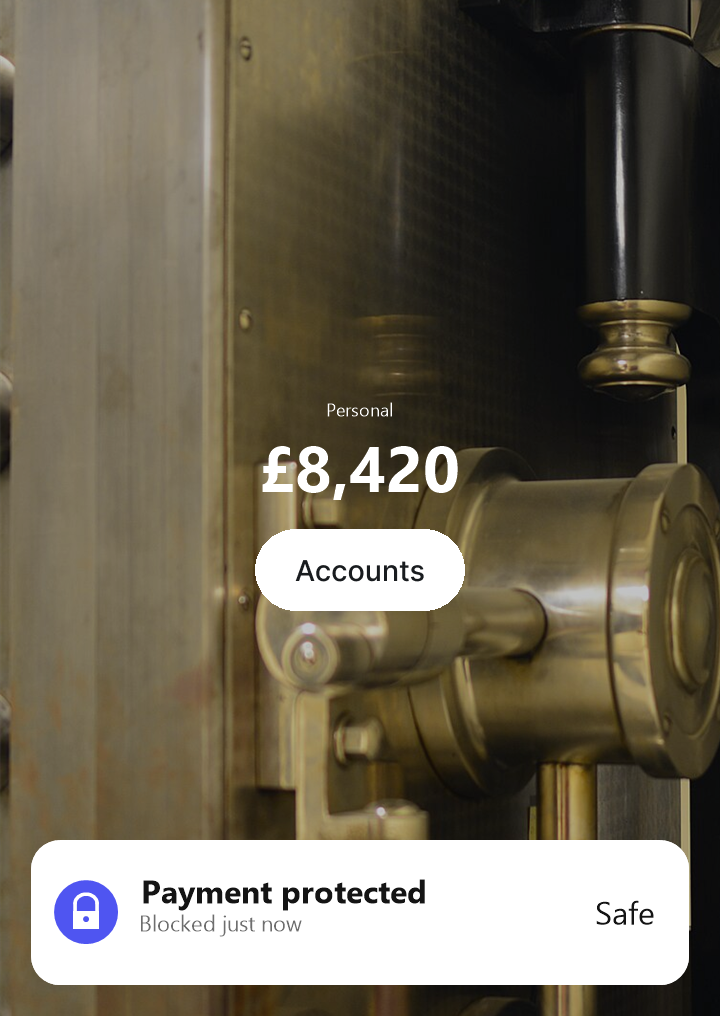 Personal
£8,420
Accounts
Payment protected
Blocked just now
Safe